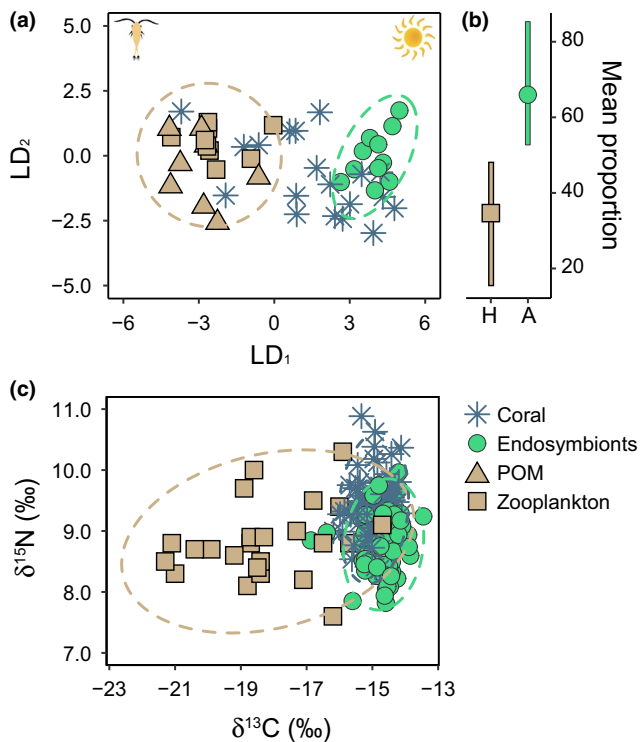 (a)
5.0
2.5
0.0
−2.5
−5.0
LD2
−6
−3
0
3
6
LD1
(b)
80
60
40
20
Mean proportion
H
A
(c)
11.0
10.0
9.0
8.0
7.0
δ¹⁵N (‰)
−23
−21
−19
−17
−15
−13
δ¹³C (‰)
Coral
Endosymbionts
POM
Zooplankton